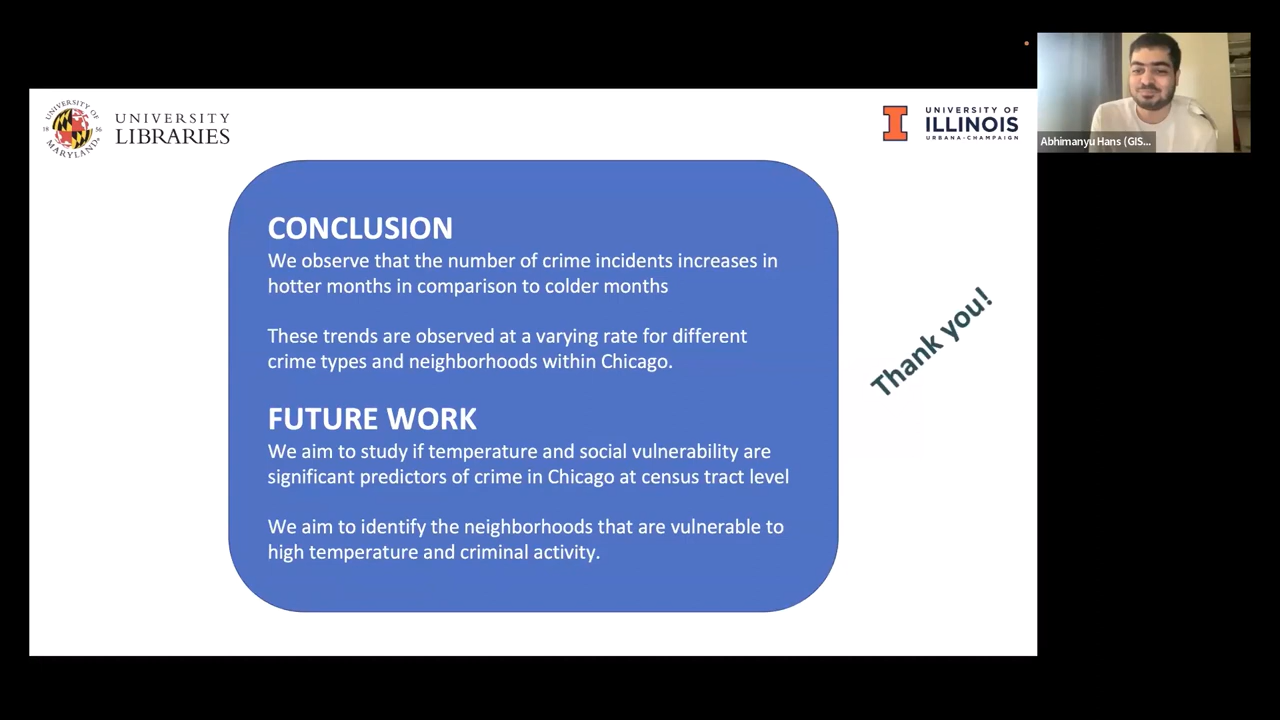 UNIVERSITY OF
MARYLAND
18 56
UNIVERSITY
LIBRARIES
UNIVERSITY OF
ILLINOIS
URBANA-CHAMPAIGN
Abhimanyu Hans (GIS...
CONCLUSION
We observe that the number of crime incidents increases in
hotter months in comparison to colder months
These trends are observed at a varying rate for different
crime types and neighborhoods within Chicago.
FUTURE WORK
We aim to study if temperature and social vulnerability are
significant predictors of crime in Chicago at census tract level
We aim to identify the neighborhoods that are vulnerable to
high temperature and criminal activity.
Thank you!